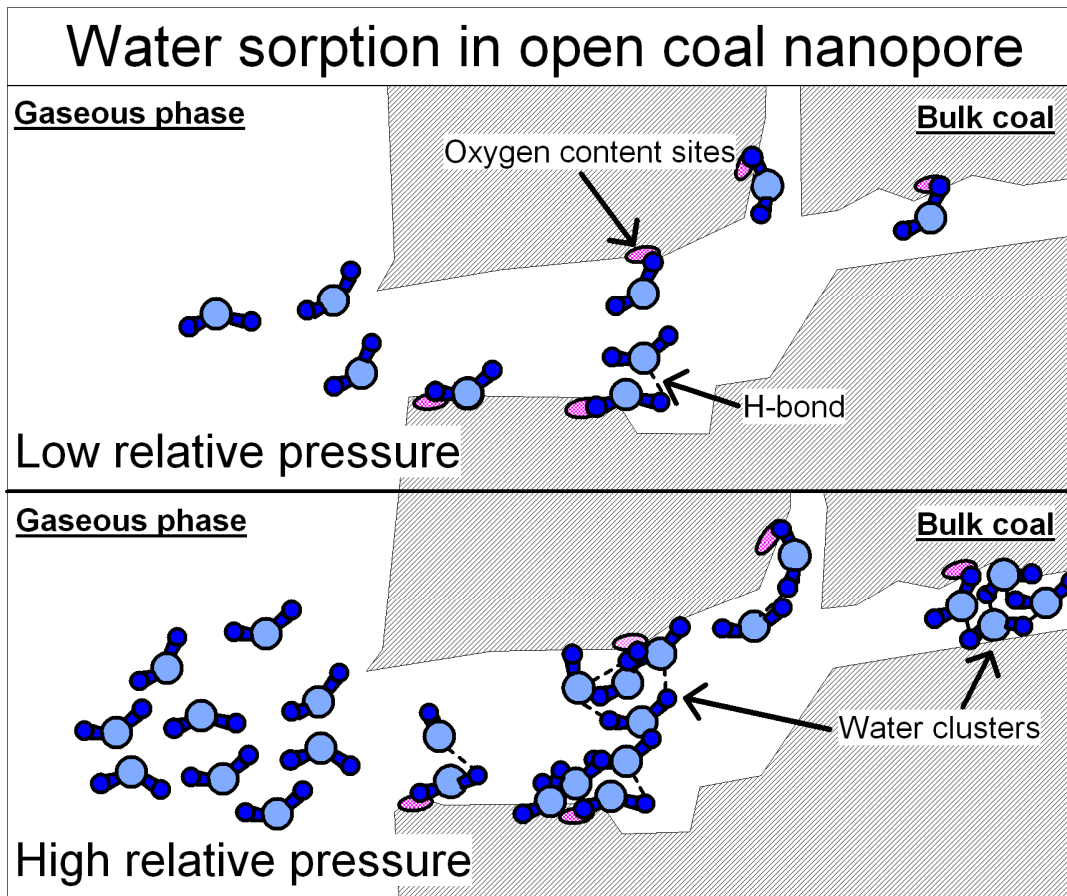 Water sorption in open coal nanopore
Gaseous phase
Bulk coal
Oxygen content sites
H-bond
Low relative pressure
Gaseous phase
Bulk coal
Water clusters
High relative pressure